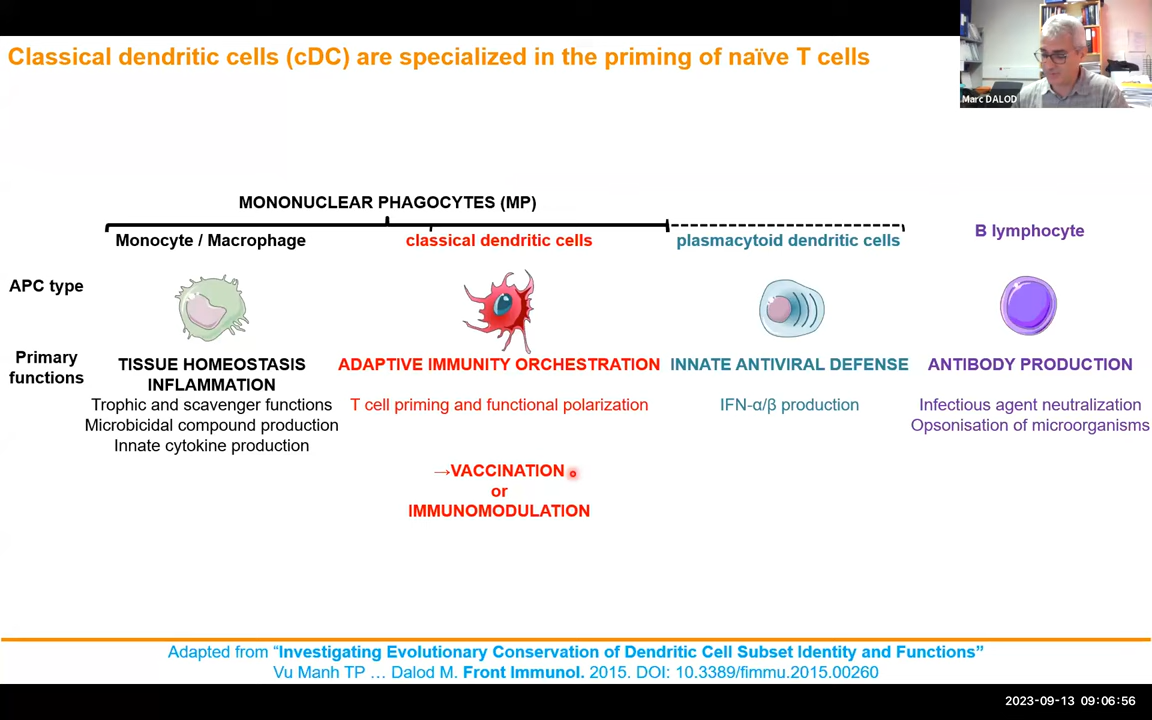 Classical dendritic cells (cDC) are specialized in the priming of naïve T cells
Marc DALOD
MONONUCLEAR PHAGOCYTES (MP)
Monocyte / Macrophage
classical dendritic cells
plasmacytoid dendritic cells
B lymphocyte
APC type
Primary
functions
TISSUE HOMEOSTASIS
INFLAMMATION
Trophic and scavenger functions
Microbicidal compound production
Innate cytokine production
ADAPTIVE IMMUNITY ORCHESTRATION
T cell priming and functional polarization
→VACCINATION
or
IMMUNOMODULATION
INNATE ANTIVIRAL DEFENSE
IFN-α/β production
ANTIBODY PRODUCTION
Infectious agent neutralization
Opsonisation of microorganisms
Adapted from “Investigating Evolutionary Conservation of Dendritic Cell Subset Identity and Functions”
Vu Manh TP … Dalod M. Front Immunol. 2015. DOI: 10.3389/fimmu.2015.00260
2023-09-13 09:06:56